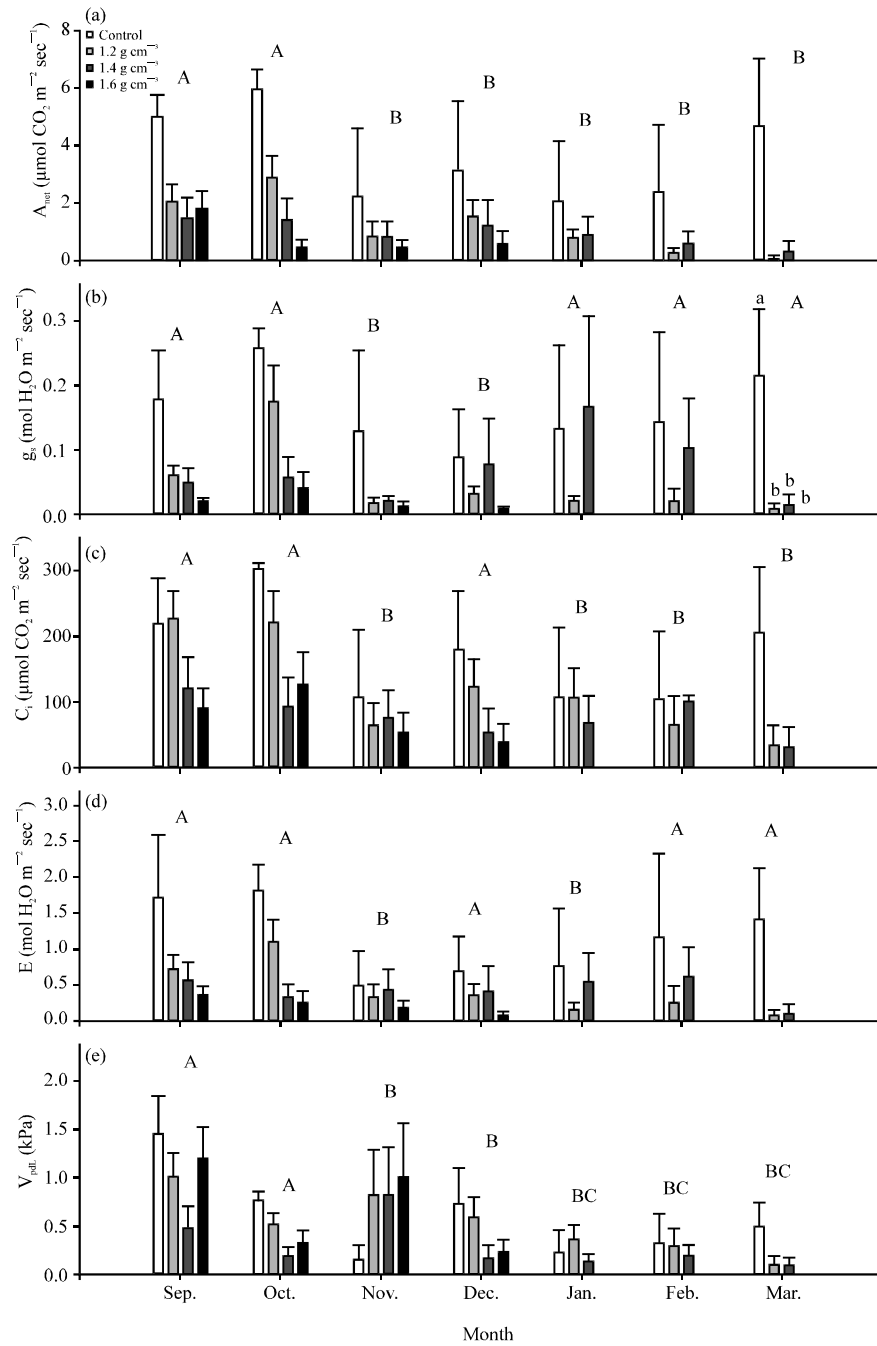 (a)
Control
1.2 g cm⁻³
1.4 g cm⁻³
1.6 g cm⁻³
A A B B B B B
8
6
4
2
0
Aₙₑₜ (µmol CO₂ m⁻² sec⁻¹)
(b)
A A B B A A a A
b b b
0.3
0.2
0.1
0.0
gₛ (mol H₂O m⁻² sec⁻¹)
(c)
A A B A B B B
300
200
100
0
Cᵢ (µmol CO₂ m⁻² sec⁻¹)
(d)
A A B A B A A
3.0
2.5
2.0
1.5
1.0
0.5
0.0
E (mol H₂O m⁻² sec⁻¹)
(e)
A A B B BC BC BC
2.0
1.5
1.0
0.5
0.0
V_pdL (kPa)
Sep. Oct. Nov. Dec. Jan. Feb. Mar.
Month